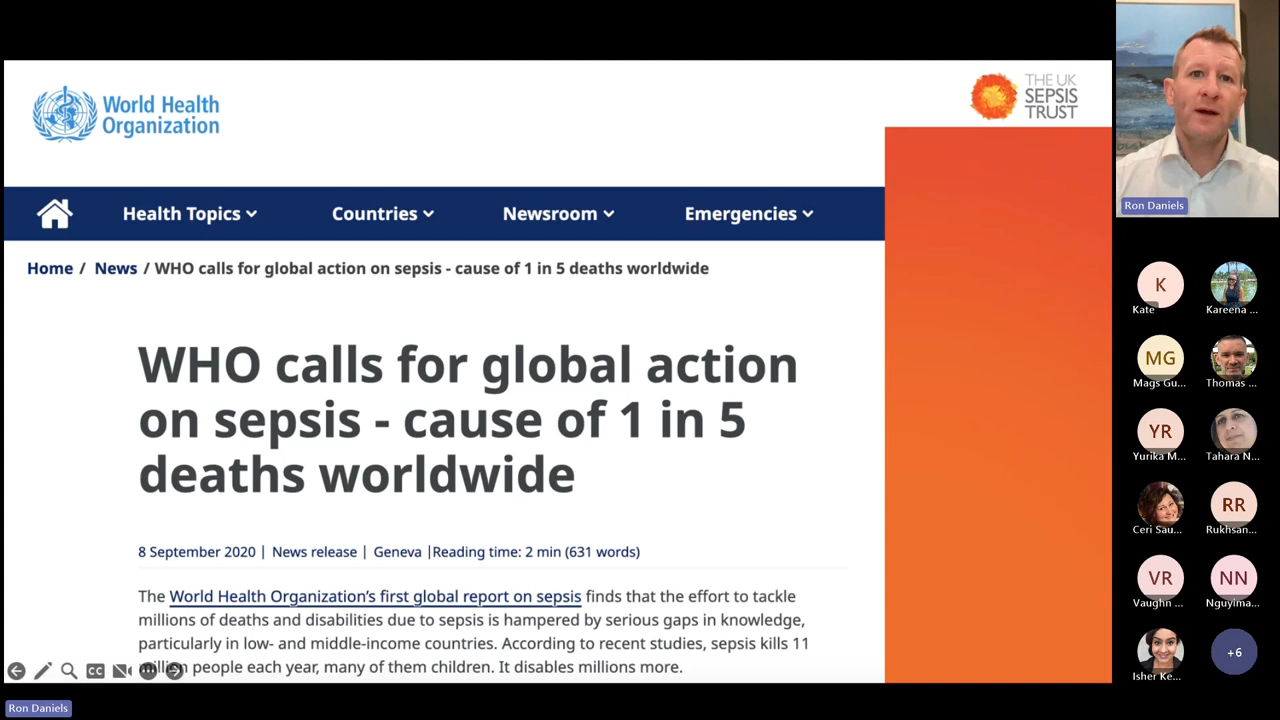 World Health
Organization
THE UK
SEPSIS
TRUST
Health Topics
Countries
Newsroom
Emergencies
Home / News / WHO calls for global action on sepsis - cause of 1 in 5 deaths worldwide
WHO calls for global action
on sepsis - cause of 1 in 5
deaths worldwide
8 September 2020 | News release | Geneva |Reading time: 2 min (631 words)
The World Health Organization's first global report on sepsis finds that the effort to tackle
millions of deaths and disabilities due to sepsis is hampered by serious gaps in knowledge,
particularly in low- and middle-income countries. According to recent studies, sepsis kills 11
million people each year, many of them children. It disables millions more.
CC
Ron Daniels
Ron Daniels
K
Kate
Kareena ...
MG
Mags Gu...
Thomas ...
YR
Yurika M...
Tahara N...
Ceri Sau...
RR
Rukhsan...
VR
Vaughn ...
NN
Nguyima...
Isher Ke...
+6